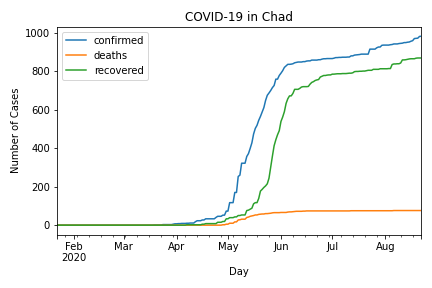 COVID-19 in Chad
confirmed
deaths
recovered
Number of Cases
1000
800
600
400
200
0
Feb Mar Apr May Jun Jul Aug
2020
Day